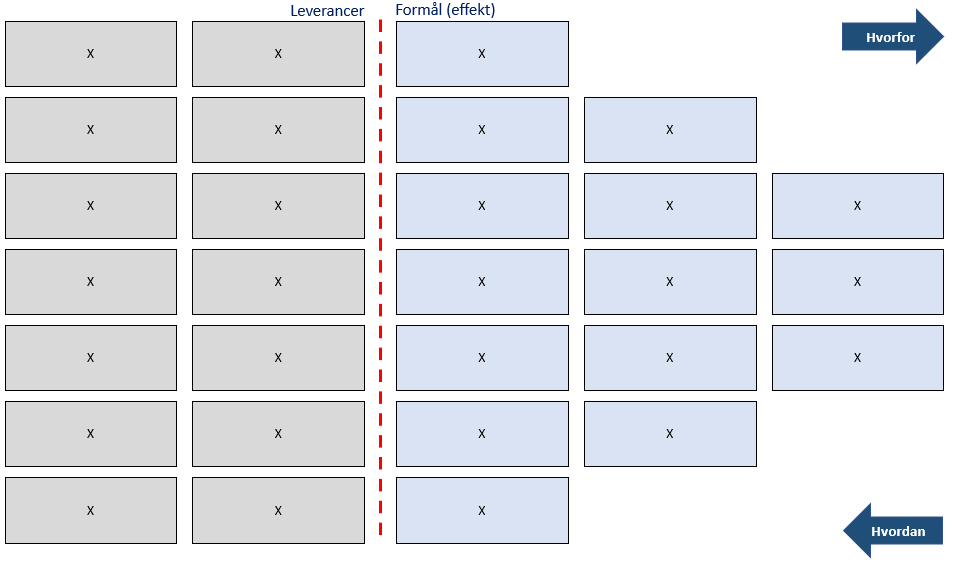 Leverancer
Formål (effekt)
Hvorfor
X X X
X X X X
X X X X X
X X X X X
X X X X X
X X X X
X X X
Hvordan